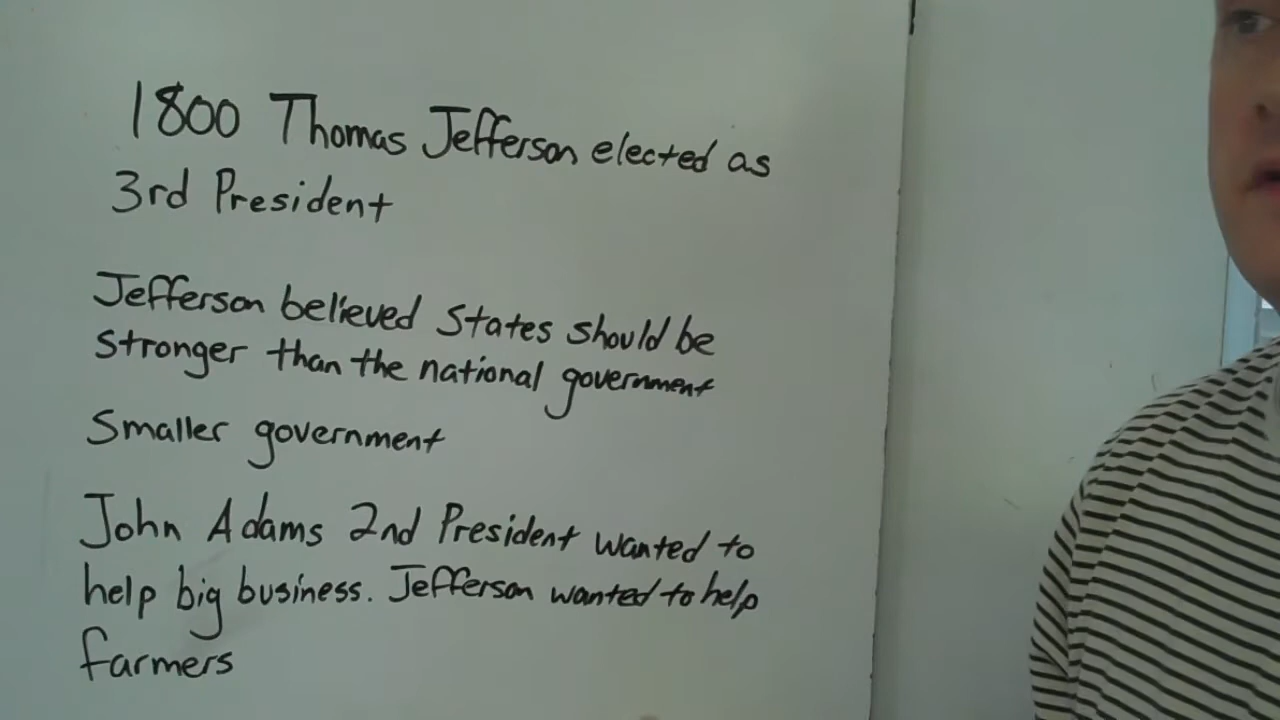 1800 Thomas Jefferson elected as
3rd President
Jefferson believed States should be
stronger than the national government
Smaller government
John Adams 2nd President wanted to
help big business. Jefferson wanted to help
farmers